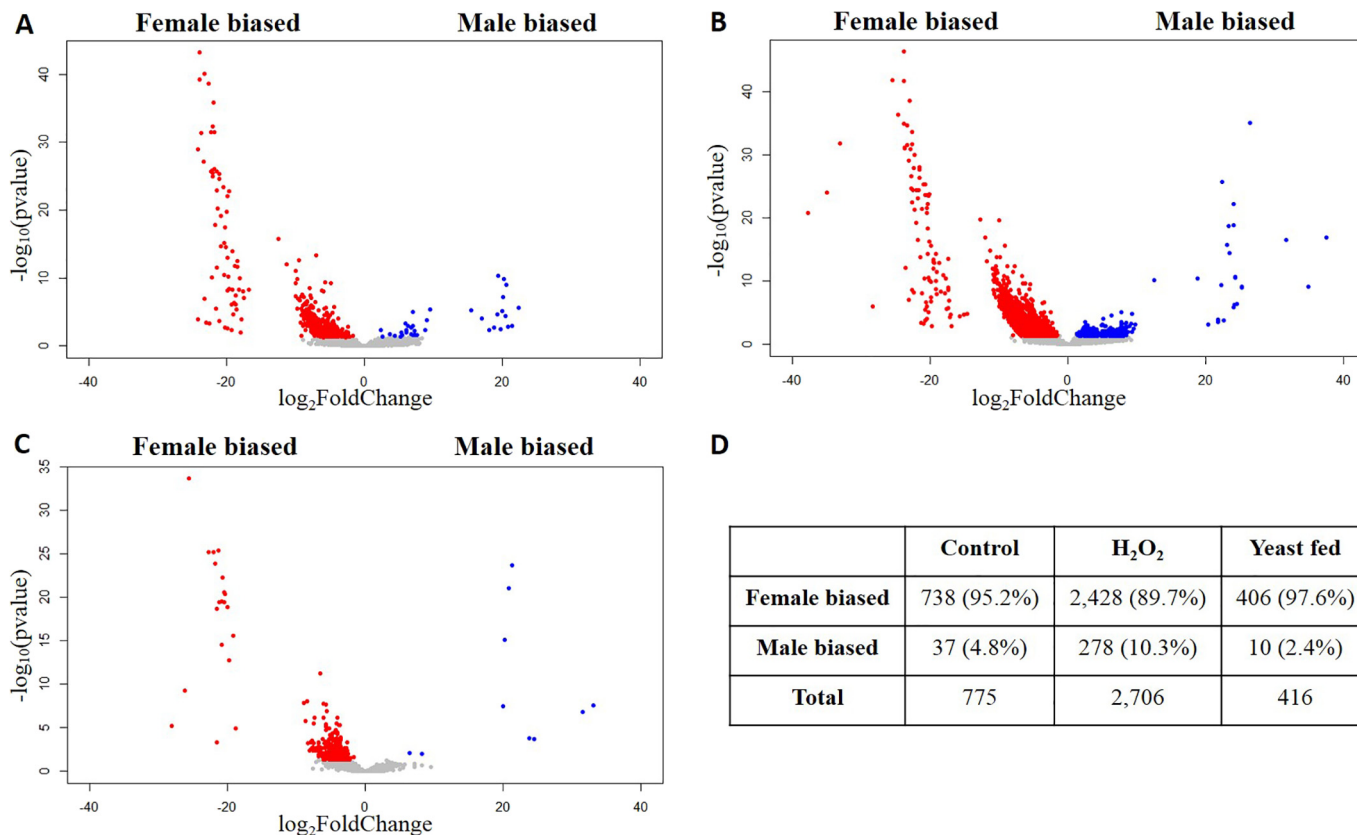 A
Female biased
Male biased
-log10(pvalue)
40
30
20
10
0
-40
-20
0
20
40
log2FoldChange
B
Female biased
Male biased
-log10(pvalue)
40
30
20
10
0
-40
-20
0
20
40
log2FoldChange
C
Female biased
Male biased
-log10(pvalue)
35
30
25
20
15
10
5
0
-40
-20
0
20
40
log2FoldChange
D
Control H2O2 Yeast fed
Female biased 738 (95.2%) 2,428 (89.7%) 406 (97.6%)
Male biased 37 (4.8%) 278 (10.3%) 10 (2.4%)
Total 775 2,706 416